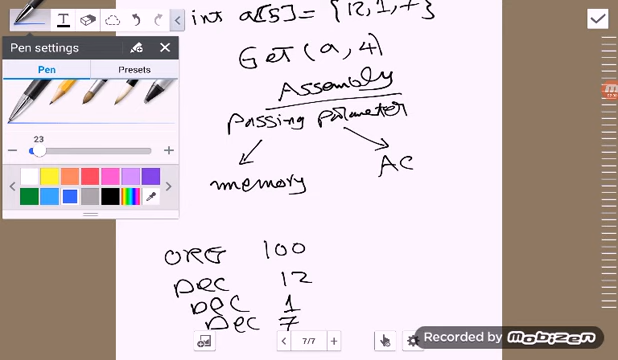 int a[5] = {12, 1, 7}
Get (a, 4)
Assembly
Passing Parameter
memory
AC
ORG 100
DEC 12
DEC 1
DEC 7
Pen settings
Pen
Presets
23
7/7
Recorded by
MOBIZEN